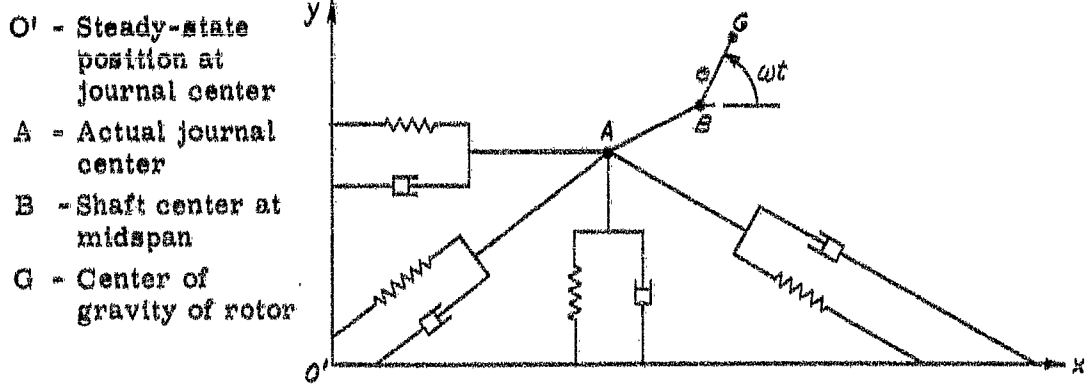 O' - Steady-state
position at
journal center
A - Actual journal
center
B - Shaft center at
midspan
G - Center of
gravity of rotor
y
G
e
ωt
B
A
O'
x